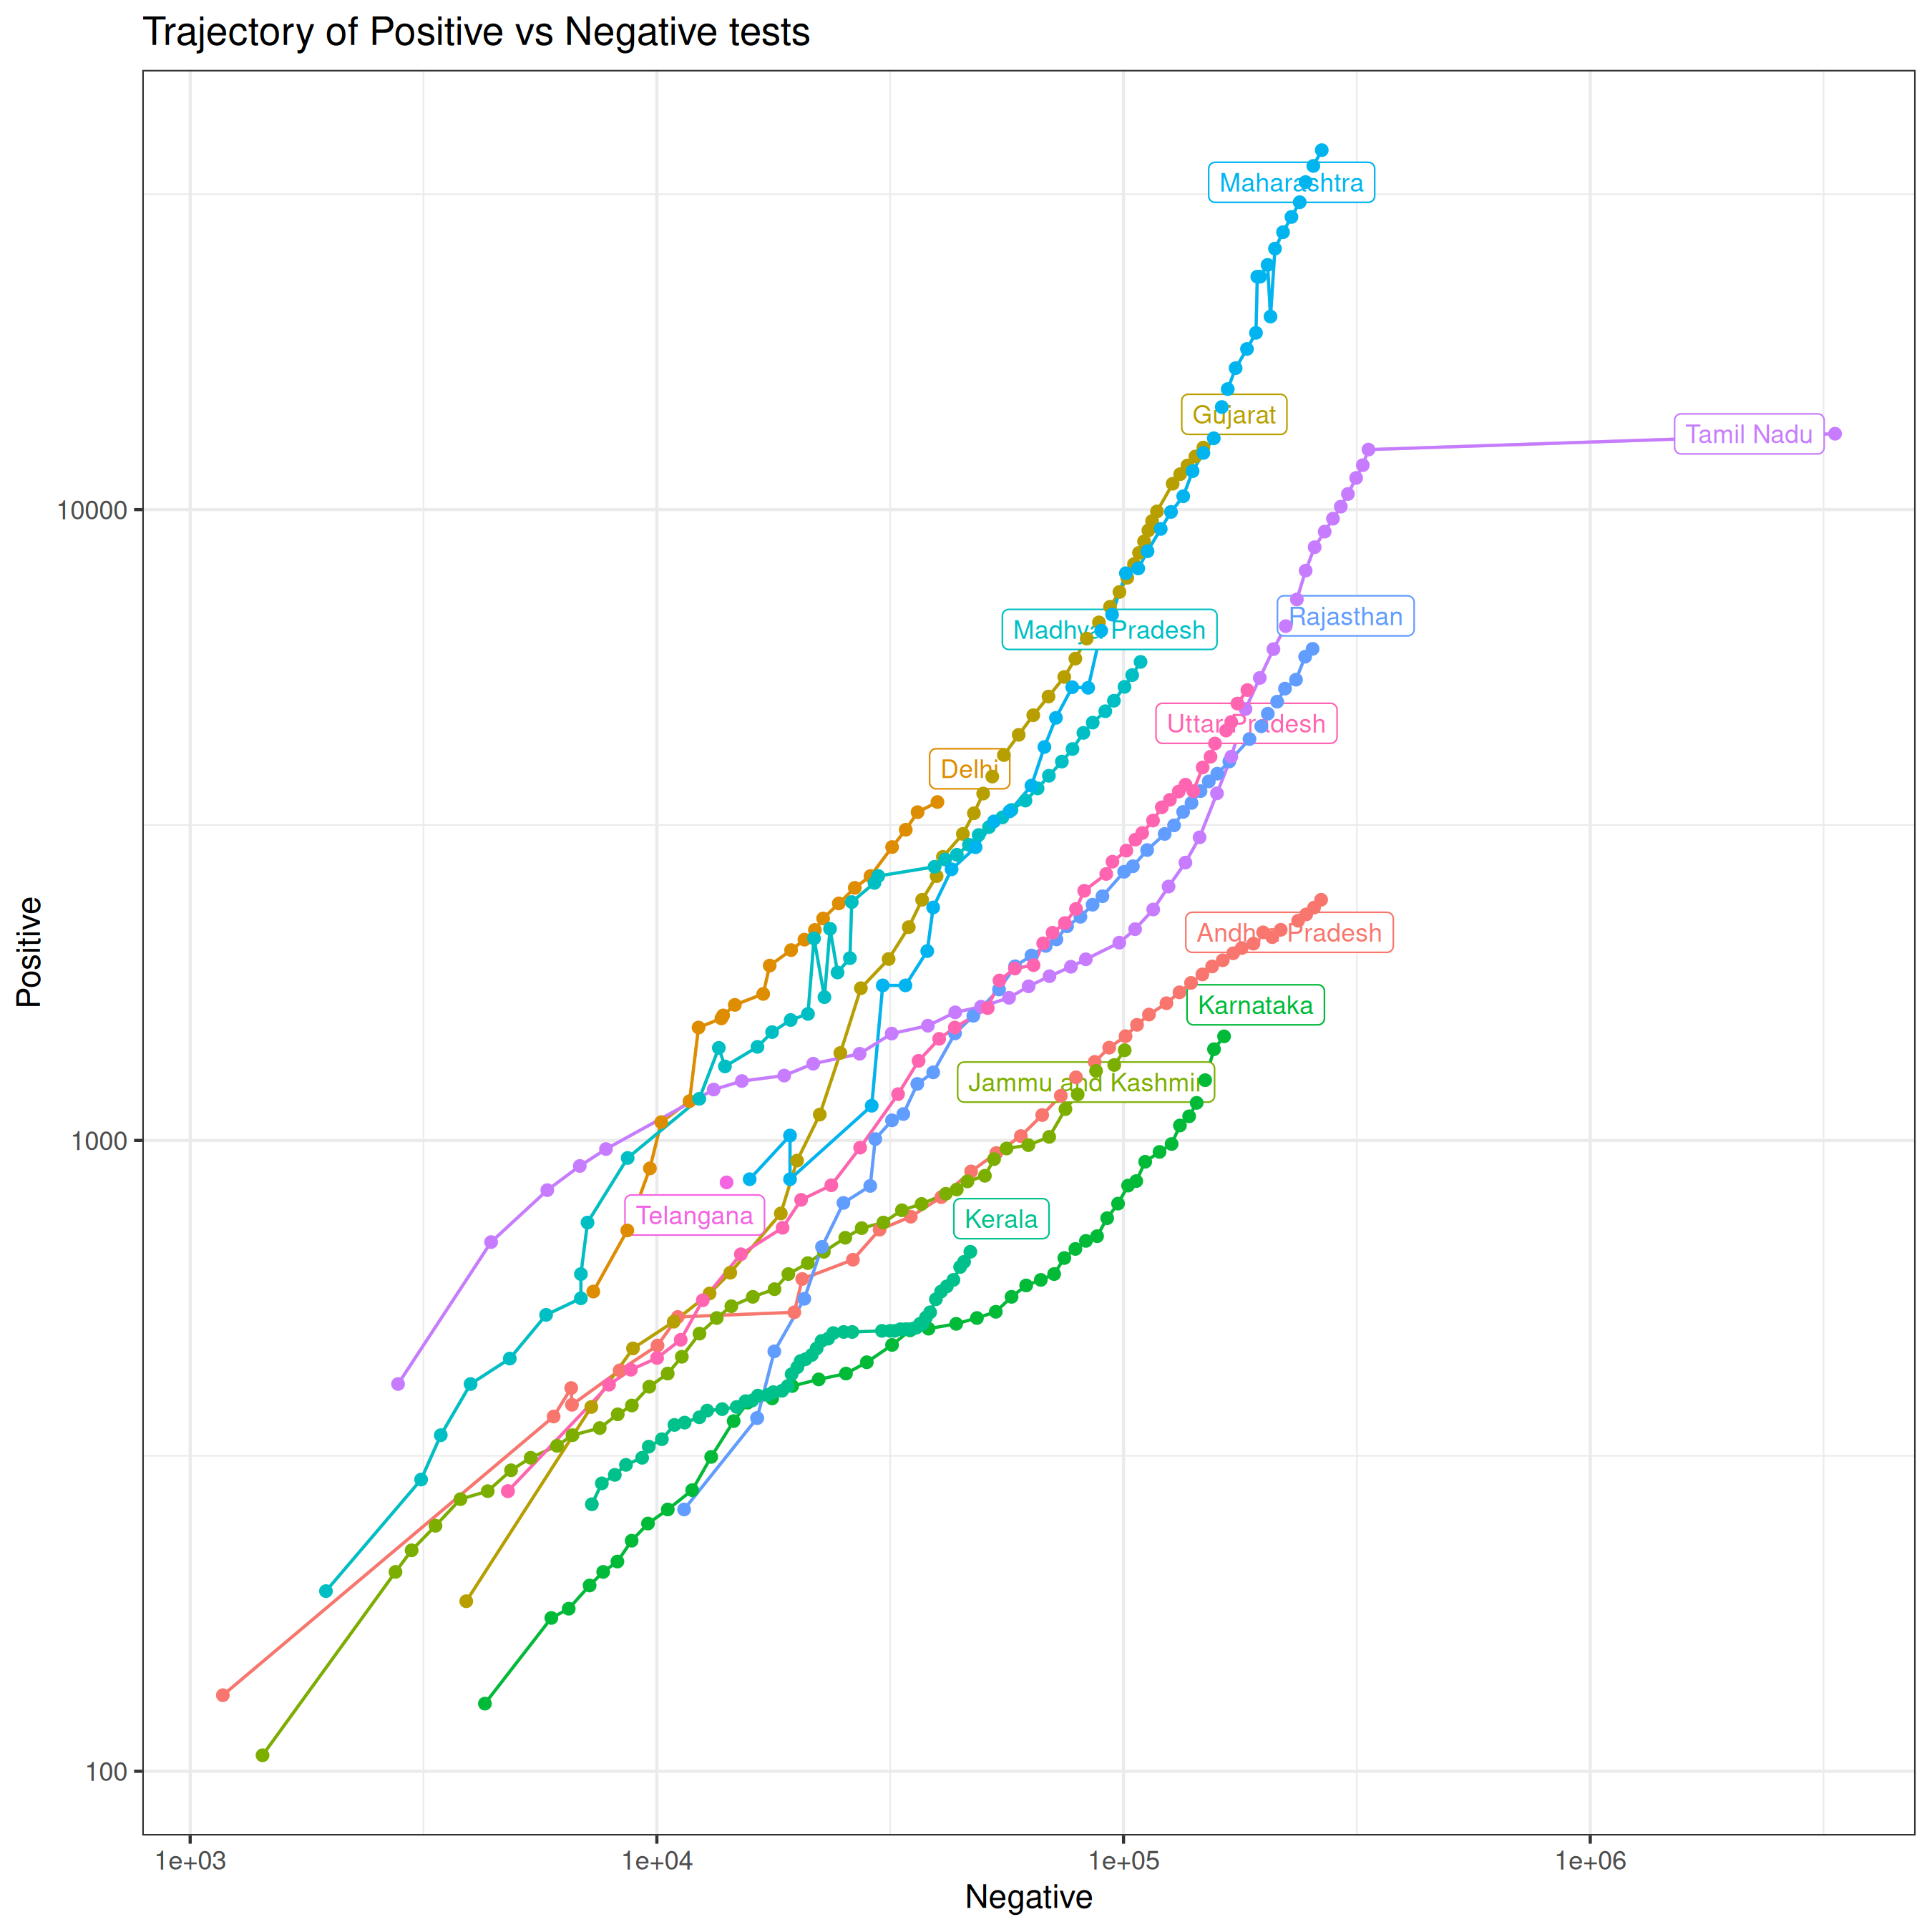 Trajectory of Positive vs Negative tests
Maharashtra
Gujarat
Tamil Nadu
10000
Madhya Pradesh
Rajasthan
Uttar Pradesh
Delhi
Andhra Pradesh
Positive
Karnataka
Jammu and Kashmir
1000
Telangana
Kerala
100
1e+03
1e+04
1e+05
1e+06
Negative